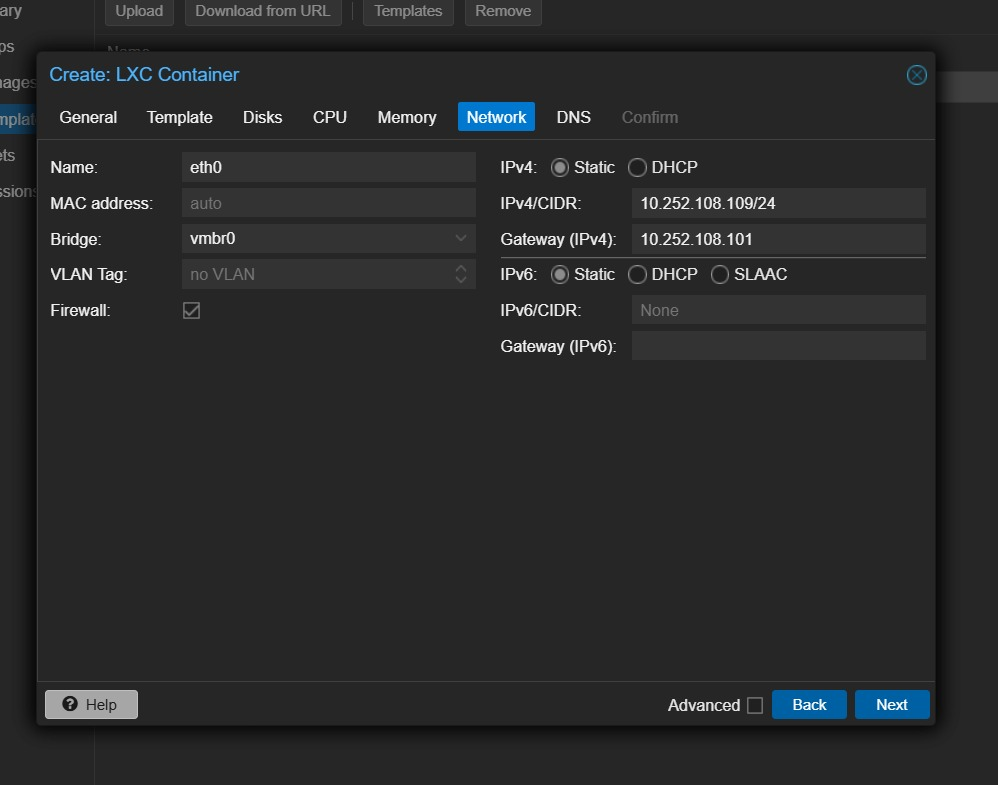 ary
Upload Download from URL Templates Remove
ps
Name
nages
Create: LXC Container
General Template Disks CPU Memory Network DNS Confirm
mplat
ets
ssions
Name: eth0
MAC address: auto
Bridge: vmbr0
VLAN Tag: no VLAN
Firewall:
IPv4: Static DHCP
IPv4/CIDR: 10.252.108.109/24
Gateway (IPv4): 10.252.108.101
IPv6: Static DHCP SLAAC
IPv6/CIDR: None
Gateway (IPv6):
Help
Advanced Back Next